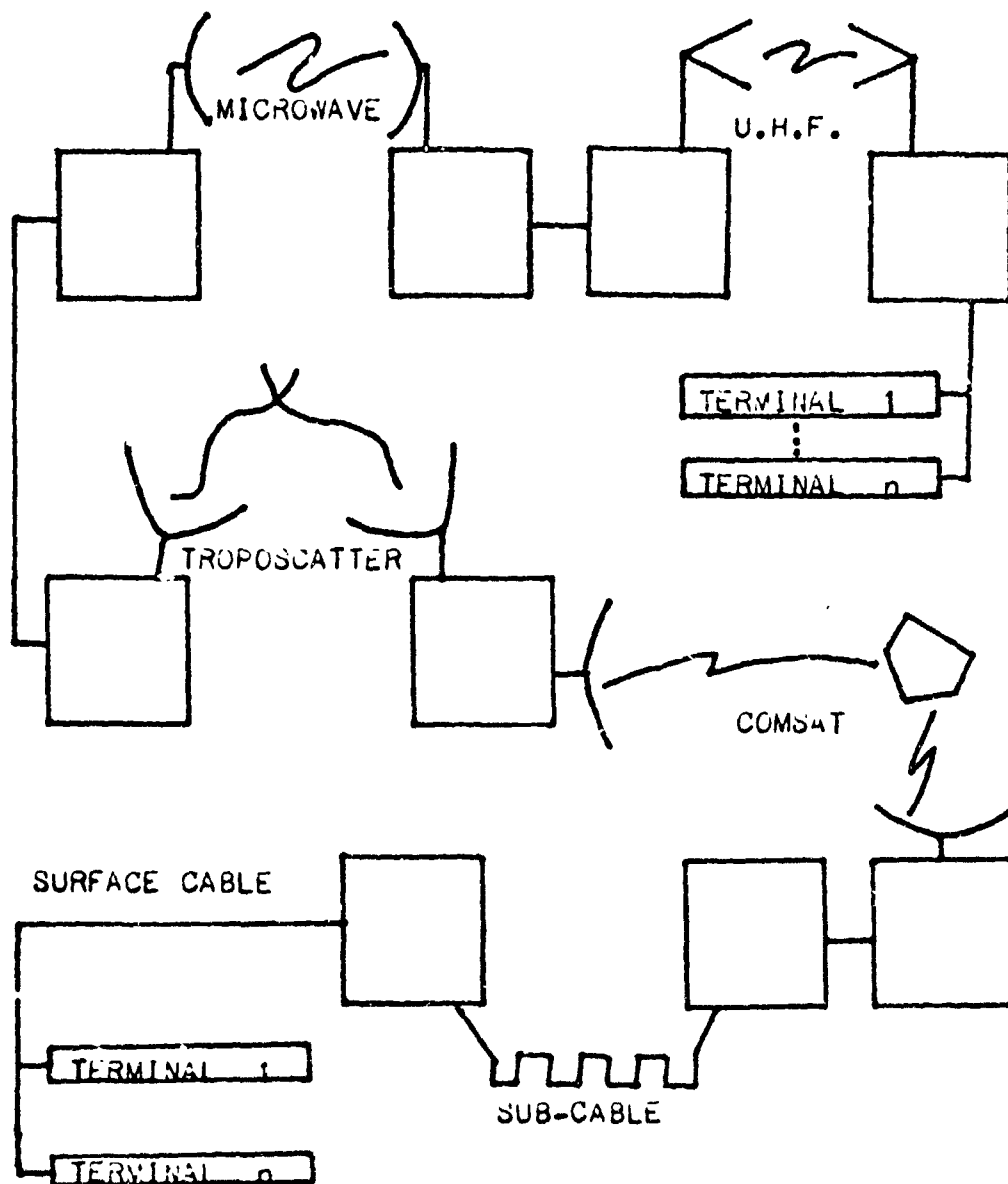 MICROWAVE
U.H.F.
TERMINAL 1
TERMINAL n
TROPOSCATTER
COMSAT
SURFACE CABLE
TERMINAL 1
SUB-CABLE
TERMINAL n